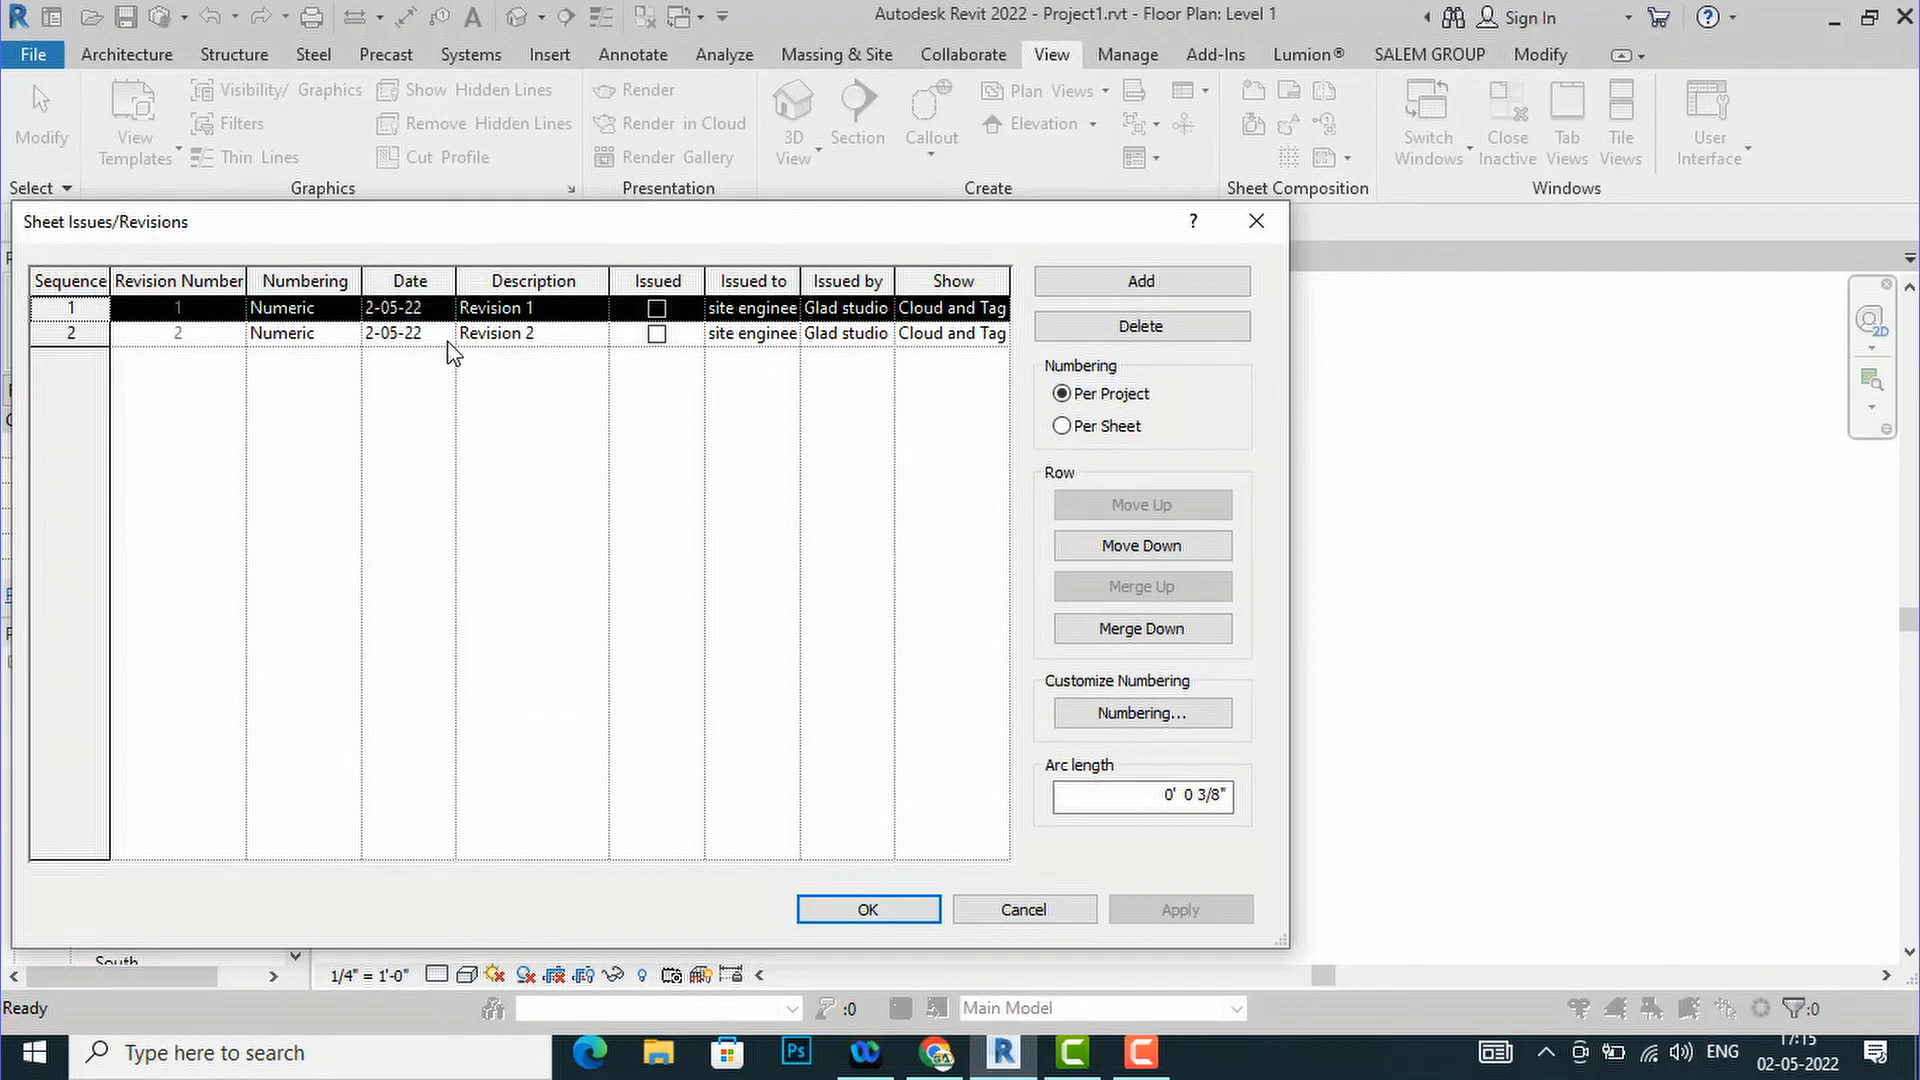 Autodesk Revit 2022 - Project1.rvt - Floor Plan: Level 1
Sign In
File Architecture Structure Steel Precast Systems Insert Annotate Analyze Massing & Site Collaborate View Manage Add-Ins Lumion® SALEM GROUP Modify
Modify
View Templates
Visibility/ Graphics
Filters
Thin Lines
Show Hidden Lines
Remove Hidden Lines
Cut Profile
Render
Render in Cloud
Render Gallery
3D View
Section
Callout
Plan Views
Elevation
Switch Windows
Close Inactive
Tab Views
Tile Views
User Interface
Select Graphics Presentation Create Sheet Composition Windows
Sheet Issues/Revisions
Sequence Revision Number Numbering Date Description Issued Issued to Issued by Show
1 1 Numeric 2-05-22 Revision 1 site enginee Glad studio Cloud and Tag
2 2 Numeric 2-05-22 Revision 2 site enginee Glad studio Cloud and Tag
Add
Delete
Numbering
Per Project
Per Sheet
Row
Move Up
Move Down
Merge Up
Merge Down
Customize Numbering
Numbering...
Arc length
0' 0 3/8"
OK Cancel Apply
2D
South
1/4" = 1'-0"
Ready
:0
Main Model
:0
Type here to search
Ps
ENG
17:15
02-05-2022